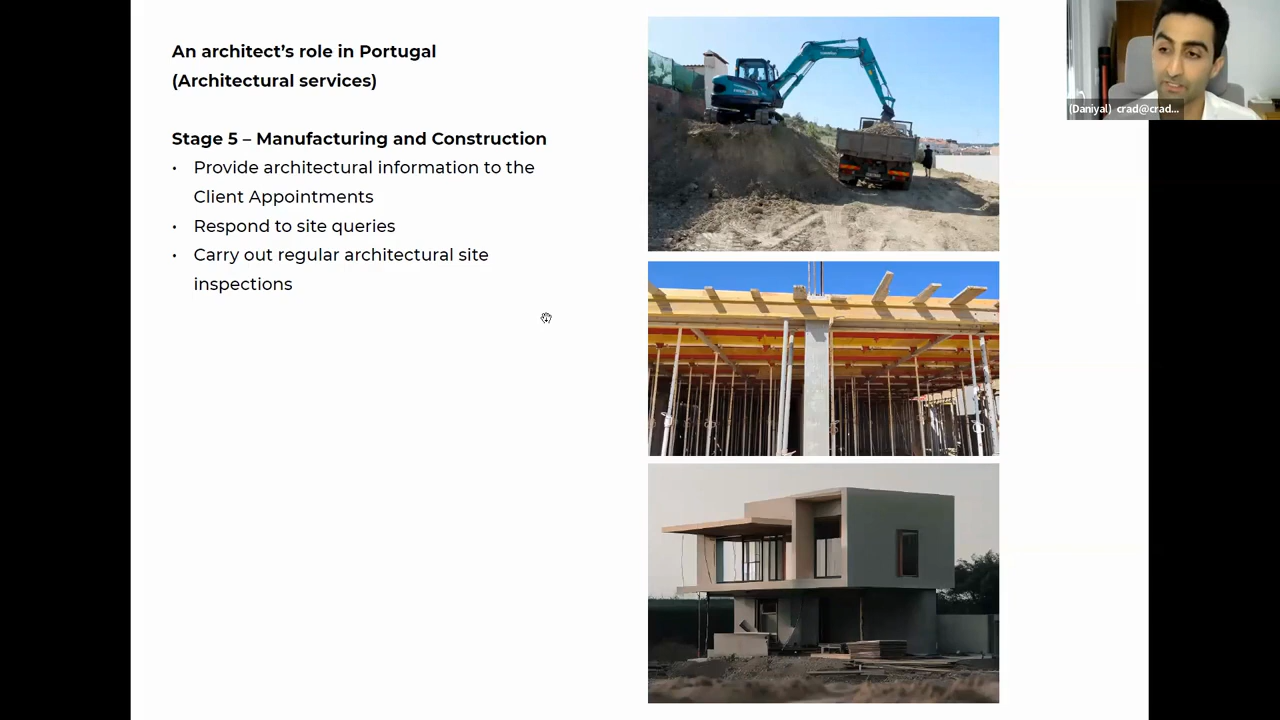 An architect’s role in Portugal
(Architectural services)
Stage 5 – Manufacturing and Construction
• Provide architectural information to the
Client Appointments
• Respond to site queries
• Carry out regular architectural site
inspections
(Daniyal) crad@crad...